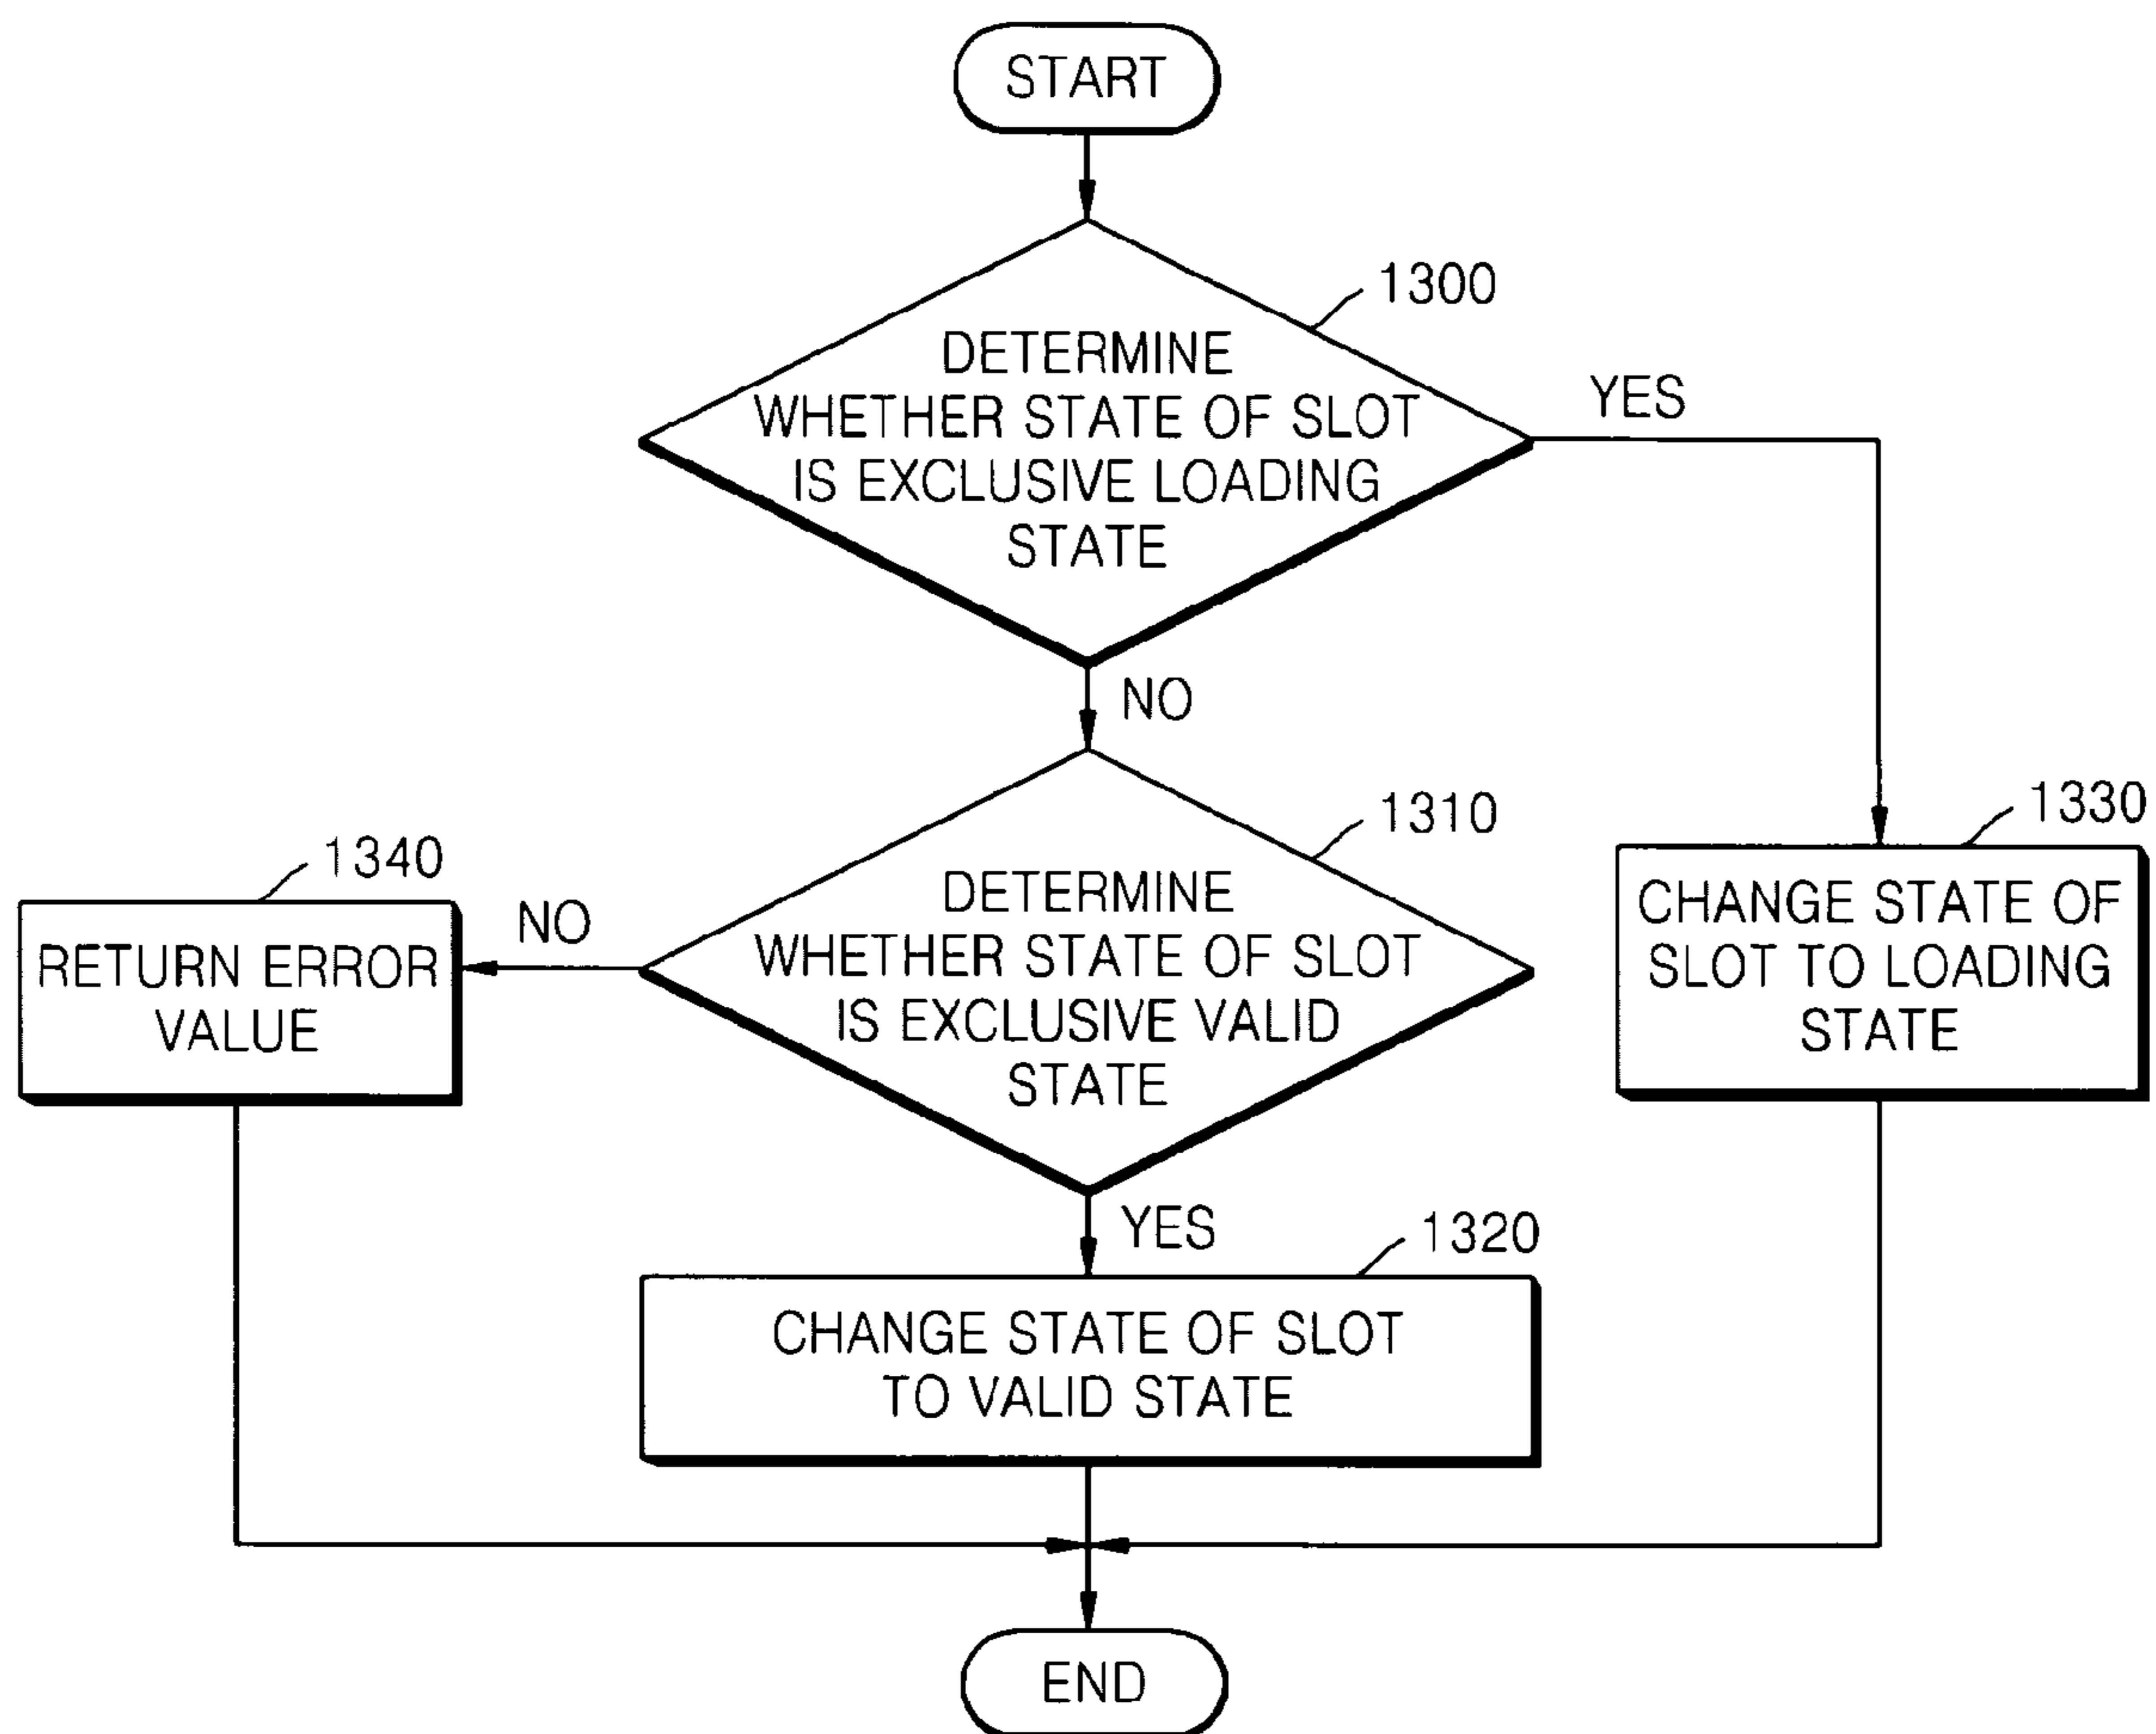 START
1300
DETERMINE
WHETHER STATE OF SLOT
IS EXCLUSIVE LOADING
STATE
YES
NO
1310
DETERMINE
WHETHER STATE OF SLOT
IS EXCLUSIVE VALID
STATE
1330
CHANGE STATE OF
SLOT TO LOADING
STATE
1340
NO
RETURN ERROR
VALUE
YES
1320
CHANGE STATE OF SLOT
TO VALID STATE
END